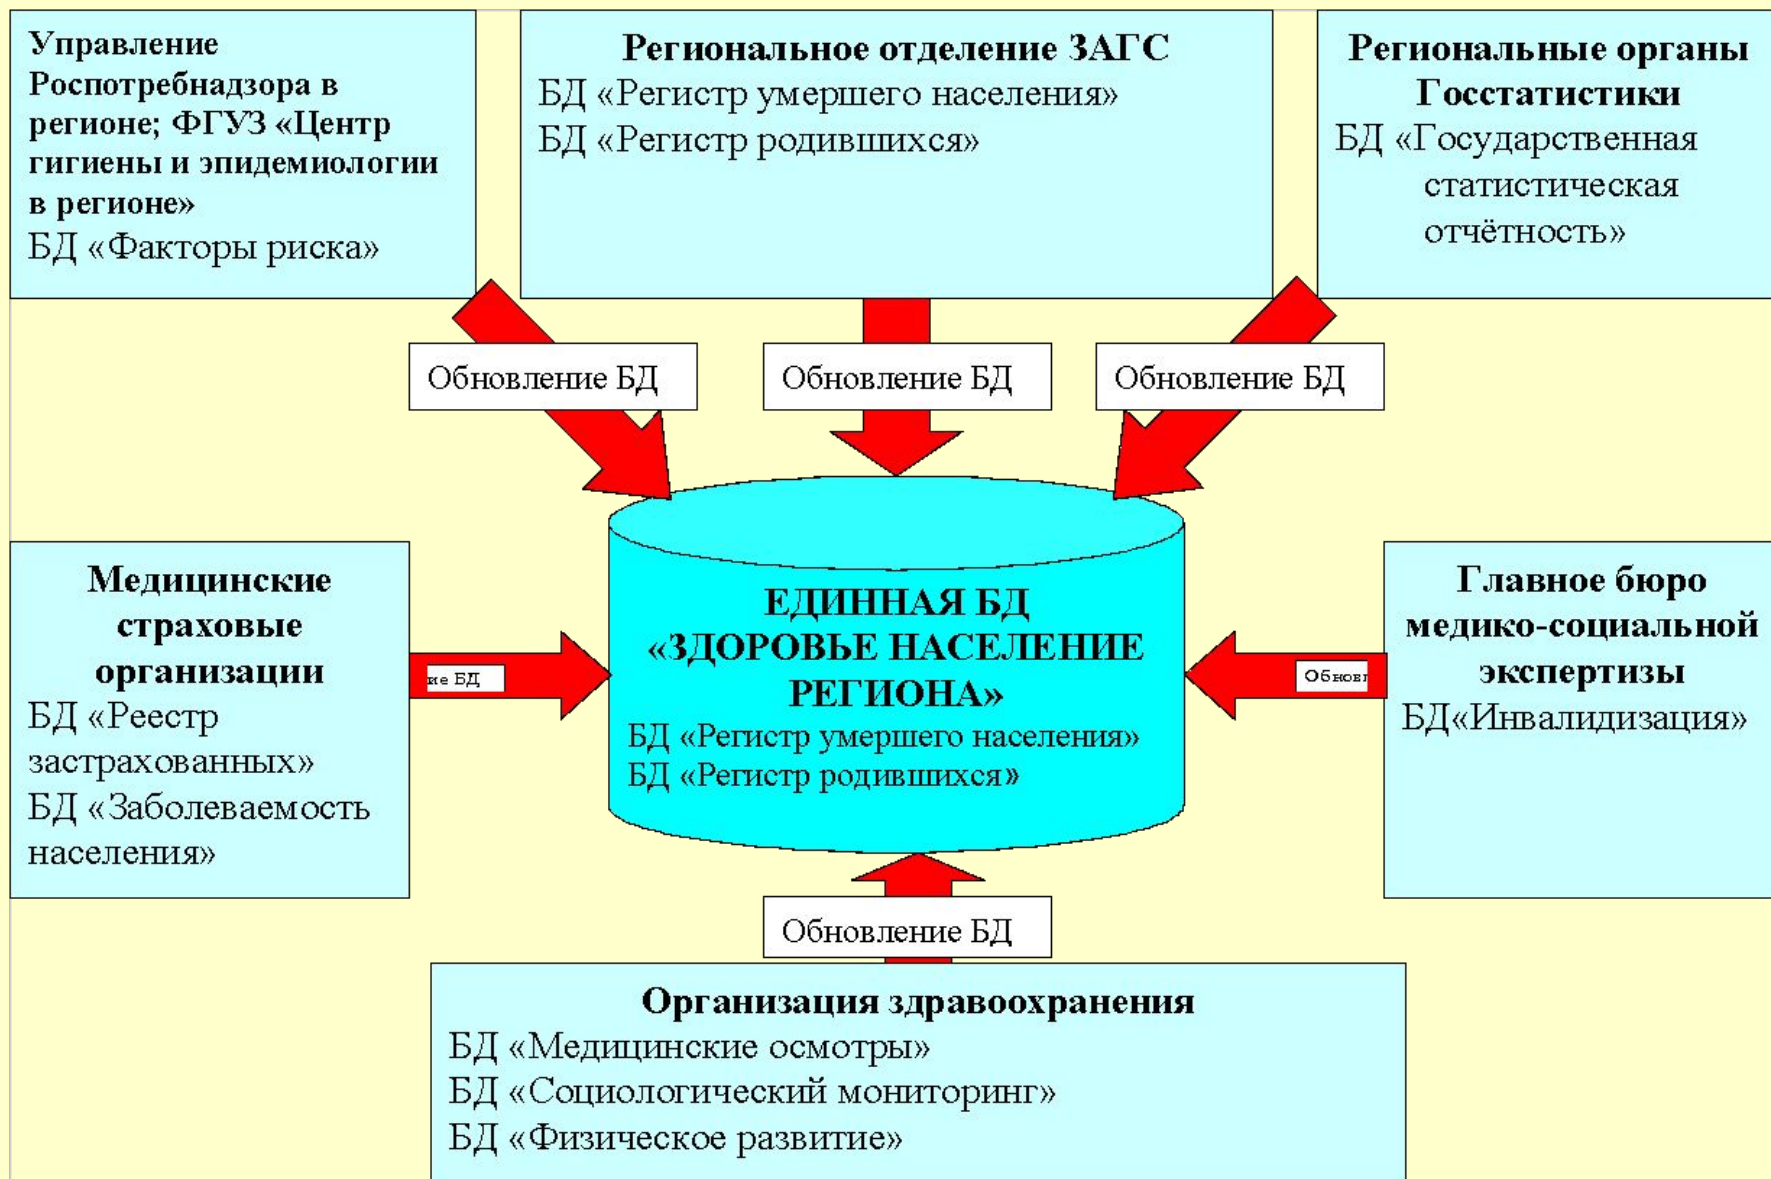 Управление
Роспотребнадзора в
регионе; ФГУЗ «Центр
гигиены и эпидемиологии
в регионе»
БД «Факторы риска»
Региональное отделение ЗАГС
БД «Регистр умершего населения»
БД «Регистр родившихся»
Региональные органы
Госстатистики
БД «Государственная
статистическая
отчётность»
Обновление БД
Обновление БД
Обновление БД
Медицинские
страховые
организации
БД «Реестр
застрахованных»
БД «Заболеваемость
населения»
ие БД
ЕДИННАЯ БД
«ЗДОРОВЬЕ НАСЕЛЕНИЕ
РЕГИОНА»
БД «Регистр умершего населения»
БД «Регистр родившихся»
Обновл
Главное бюро
медико-социальной
экспертизы
БД«Инвалидизация»
Обновление БД
Организация здравоохранения
БД «Медицинские осмотры»
БД «Социологический мониторинг»
БД «Физическое развитие»